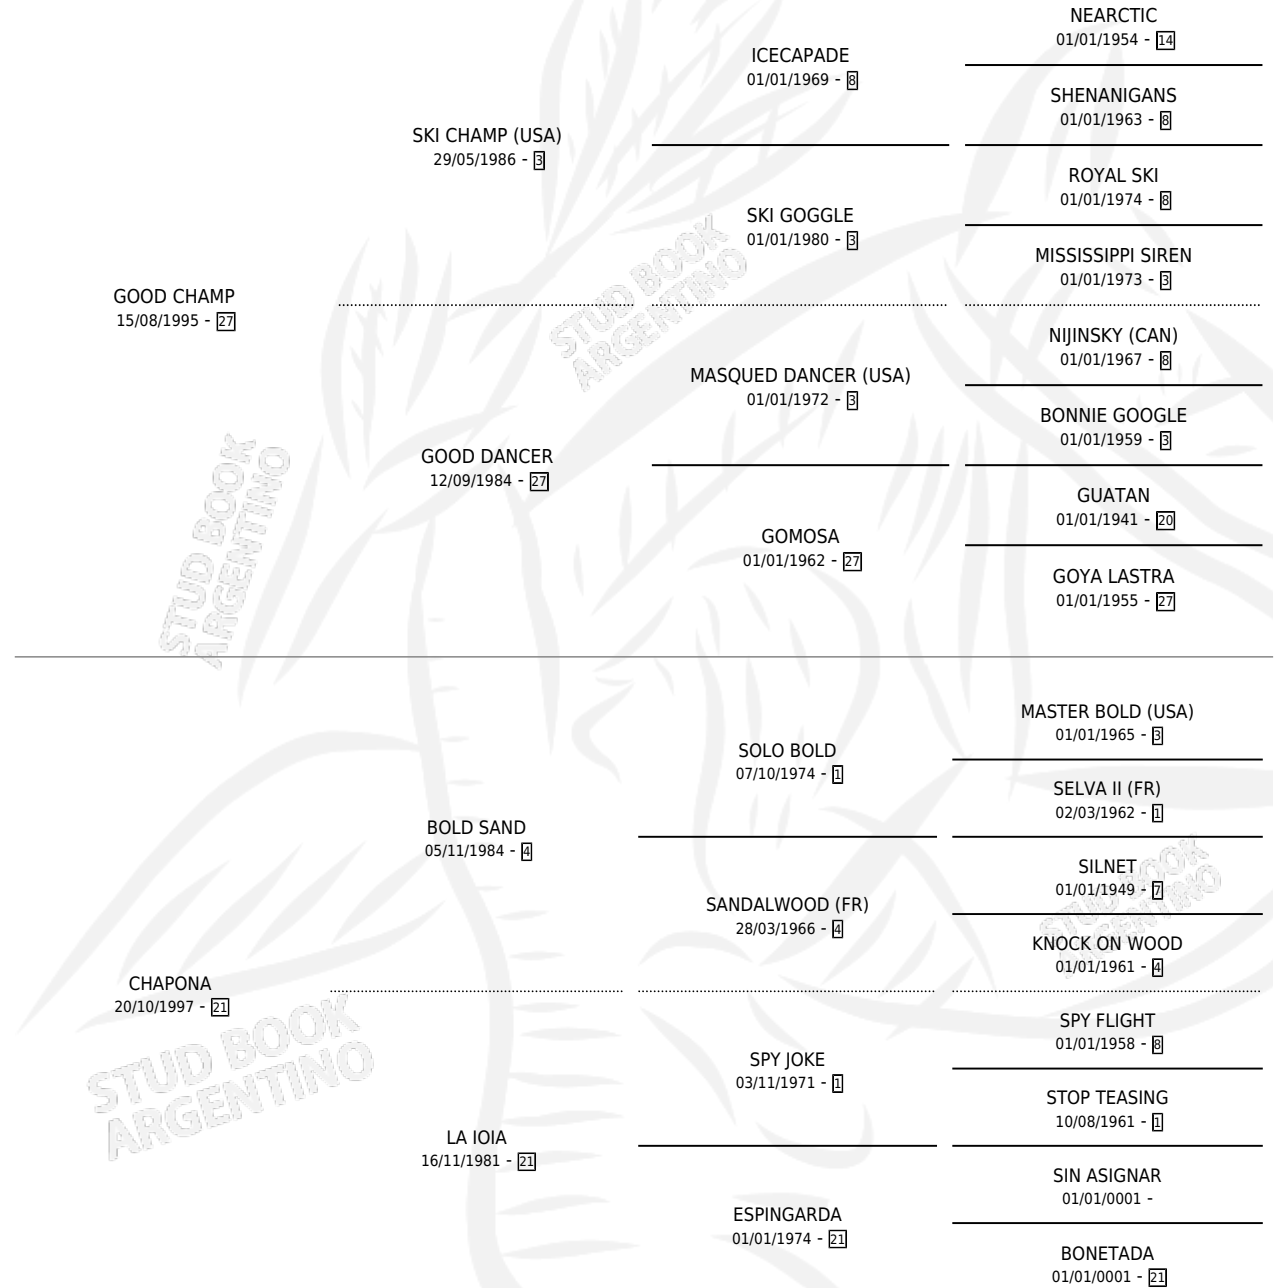 NEARCTIC
01/01/1954 - 14
ICECAPADE
01/01/1969 - 8
SHENANIGANS
01/01/1963 - 8
SKI CHAMP (USA)
29/05/1986 - 3
ROYAL SKI
01/01/1974 - 8
SKI GOGGLE
01/01/1980 - 3
MISSISSIPPI SIREN
01/01/1973 - 3
GOOD CHAMP
15/08/1995 - 27
STUD BOOK
ARGENTINO
NIJINSKY (CAN)
01/01/1967 - 8
MASQUED DANCER (USA)
01/01/1972 - 3
BONNIE GOOGLE
01/01/1959 - 3
GOOD DANCER
12/09/1984 - 27
GUATAN
01/01/1941 - 20
GOMOSA
01/01/1962 - 27
GOYA LASTRA
01/01/1955 - 27
STUD BOOK
ARGENTINO
MASTER BOLD (USA)
01/01/1965 - 3
SOLO BOLD
07/10/1974 - 1
SELVA II (FR)
02/03/1962 - 1
BOLD SAND
05/11/1984 - 4
SILNET
01/01/1949 - 7
SANDALWOOD (FR)
28/03/1966 - 4
STUD BOOK
ARGENTINO
KNOCK ON WOOD
01/01/1961 - 4
CHAPONA
20/10/1997 - 21
STUD BOOK
ARGENTINO
SPY FLIGHT
01/01/1958 - 8
SPY JOKE
03/11/1971 - 1
STOP TEASING
10/08/1961 - 1
LA IOIA
16/11/1981 - 21
SIN ASIGNAR
01/01/0001 -
ESPINGARDA
01/01/1974 - 21
BONETADA
01/01/0001 - 21